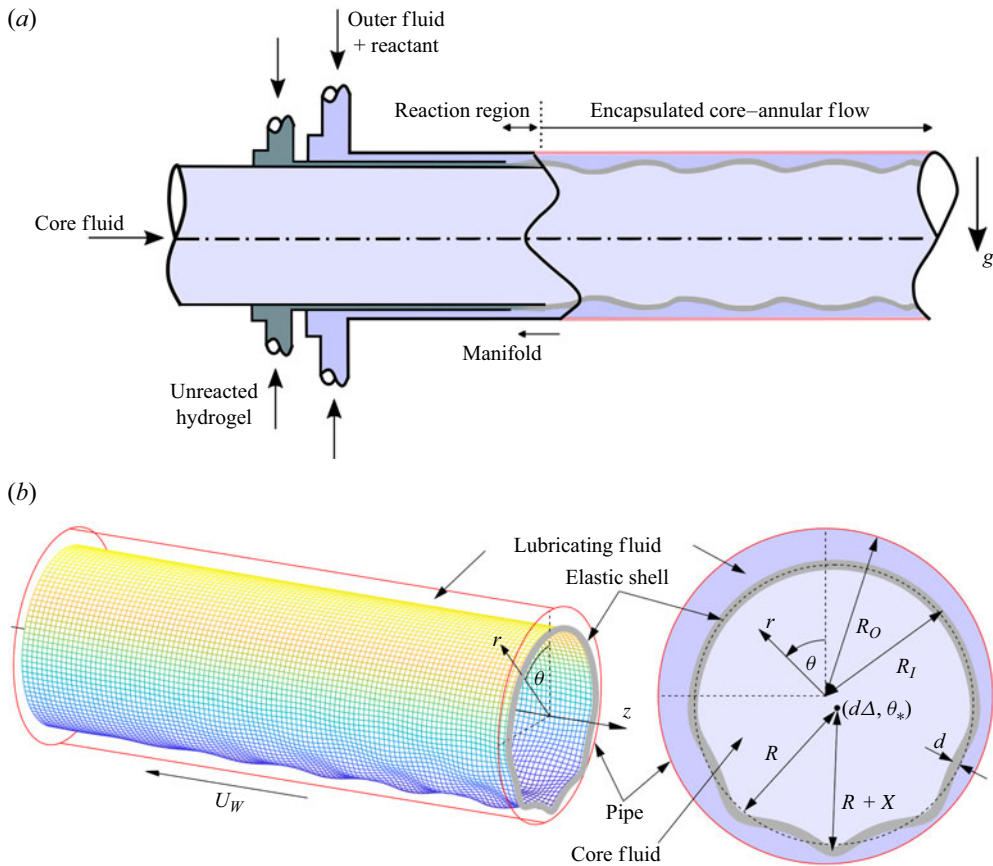 (a)
Outer fluid
+ reactant
Reaction region
Encapsulated core–annular flow
Core fluid
g
Manifold
Unreacted
hydrogel
(b)
Lubricating fluid
Elastic shell
r
θ
z
U_W
Pipe
r
θ
R_O
R_I
(dΔ, θ_*)
R
d
R + X
Core fluid